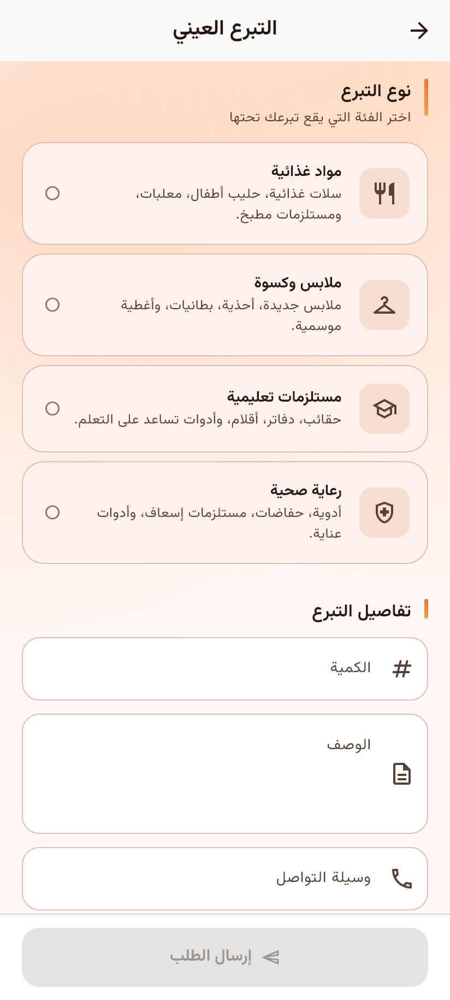 التبرع العيني
نوع التبرع
اختر الفئة التي يقع تبرعك تحتها
مواد غذائية
سلات غذائية، حليب أطفال، معلبات،
ومستلزمات مطبخ.
ملابس وكسوة
ملابس جديدة، أحذية، بطانيات، وأغطية
موسمية.
مستلزمات تعليمية
حقائب، دفاتر، أقلام، وأدوات تساعد على التعلم.
رعاية صحية
أدوية، حفاضات، مستلزمات إسعاف، وأدوات
عناية.
تفاصيل التبرع
الكمية
الوصف
وسيلة التواصل
إرسال الطلب